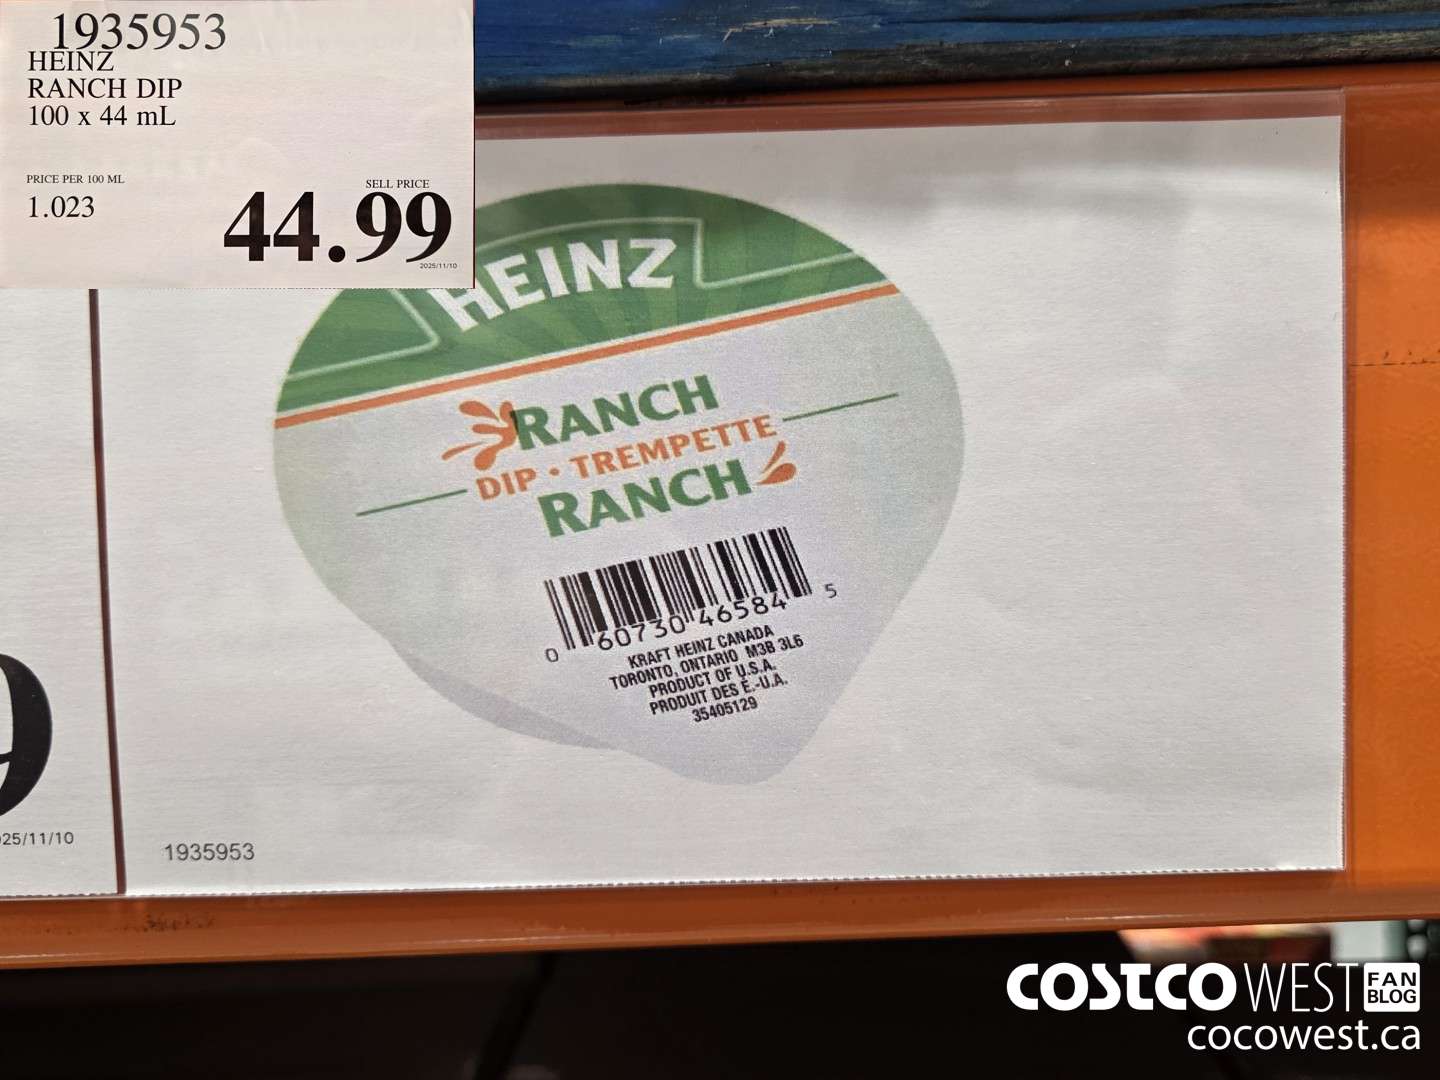 1935953
HEINZ
RANCH DIP
100 x 44 mL
PRICE PER 100 ML
1.023
SELL PRICE
44.99
2025/11/10
HEINZ
RANCH
DIP • TREMPETTE
RANCH
0 60730 46584 5
KRAFT HEINZ CANADA
TORONTO, ONTARIO M3B 3L6
PRODUCT OF U.S.A.
PRODUIT DES É.-U.A.
35405129
9
25/11/10
1935953
COSTCO WEST FAN BLOG
cocowest.ca